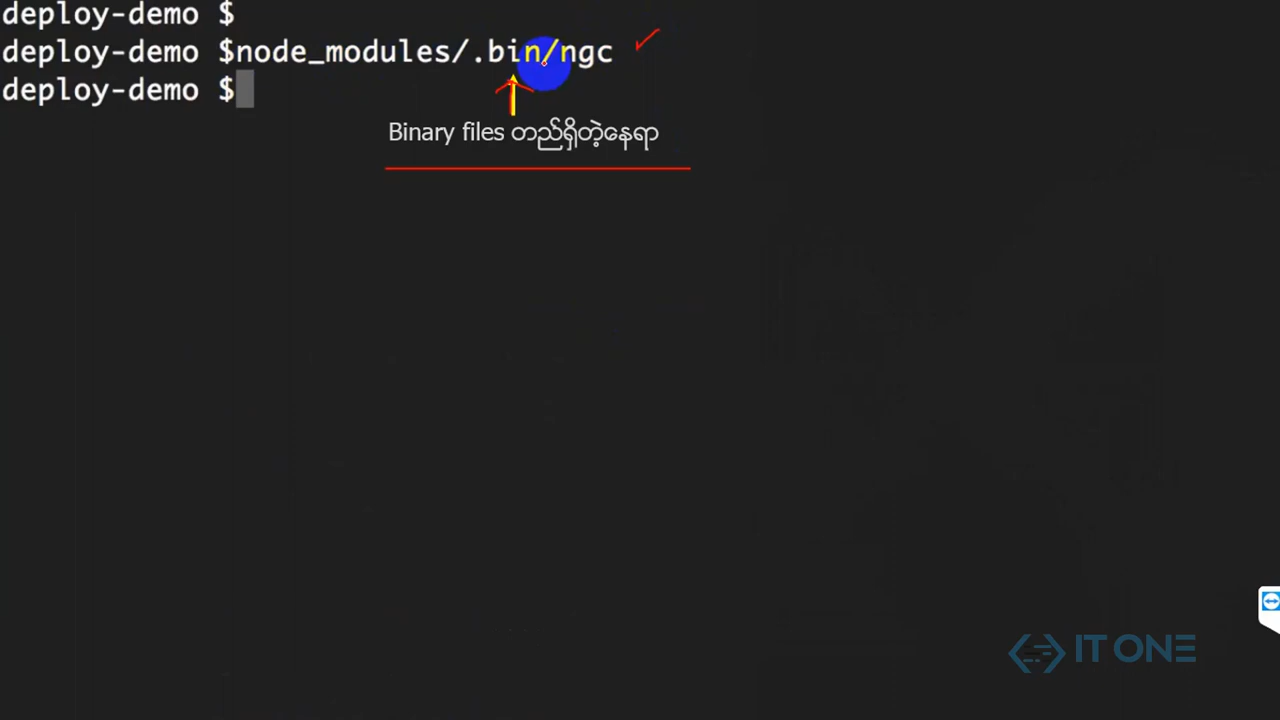 deploy-demo $
deploy-demo $node_modules/.bin/ngc
deploy-demo $
Binary files တည်ရှိတဲ့နေရာ
IT ONE